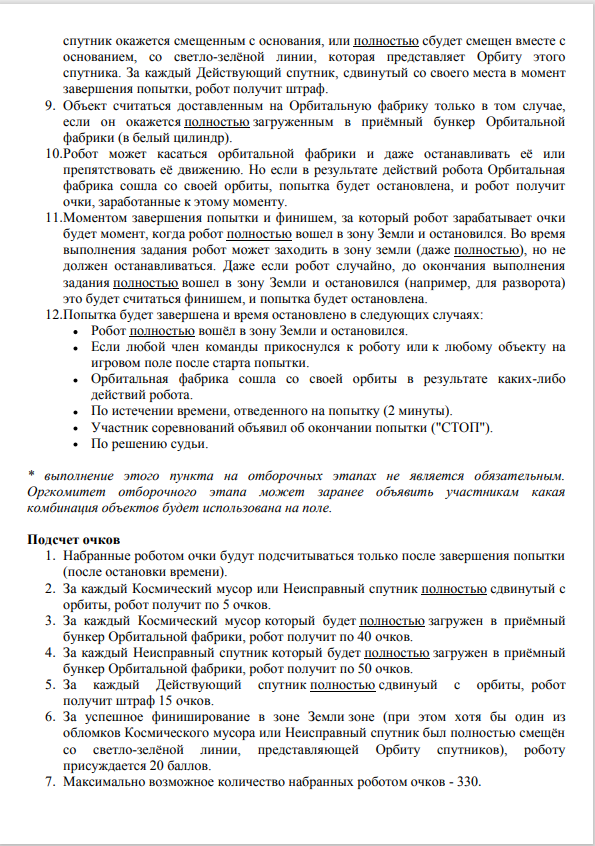 спутник окажется смещенным с основания, или полностью сбудет смещен вместе с
основанием, со светло-зелёной линии, которая представляет Орбиту этого
спутника. За каждый Действующий спутник, сдвинутый со своего места в момент
завершения попытки, робот получит штраф.
9. Объект считаться доставленным на Орбитальную фабрику только в том случае,
если он окажется полностью загруженным в приёмный бункер Орбитальной
фабрики (в белый цилиндр).
10.Робот может касаться орбитальной фабрики и даже останавливать её или
препятствовать её движению. Но если в результате действий робота Орбитальная
фабрика сошла со своей орбиты, попытка будет остановлена, и робот получит
очки, заработанные к этому моменту.
11.Моментом завершения попытки и финишем, за который робот зарабатывает очки
будет момент, когда робот полностью вошел в зону Земли и остановился. Во время
выполнения задания робот может заходить в зону земли (даже полностью), но не
должен останавливаться. Даже если робот случайно, до окончания выполнения
задания полностью вошел в зону Земли и остановился (например, для разворота)
это будет считаться финишем, и попытка будет остановлена.
12.Попытка будет завершена и время остановлено в следующих случаях:
• Робот полностью вошёл в зону Земли и остановился.
• Если любой член команды прикоснулся к роботу или к любому объекту на
игровом поле после старта попытки.
• Орбитальная фабрика сошла со своей орбиты в результате каких-либо
действий робота.
• По истечении времени, отведенного на попытку (2 минуты).
• Участник соревнований объявил об окончании попытки ("СТОП").
• По решению судьи.
* выполнение этого пункта на отборочных этапах не является обязательным.
Оргкомитет отборочного этапа может заранее объявить участникам какая
комбинация объектов будет использована на поле.
Подсчет очков
1. Набранные роботом очки будут подсчитываться только после завершения попытки
(после остановки времени).
2. За каждый Космический мусор или Неисправный спутник полностью сдвинутый с
орбиты, робот получит по 5 очков.
3. За каждый Космический мусор который будет полностью загружен в приёмный
бункер Орбитальной фабрики, робот получит по 40 очков.
4. За каждый Неисправный спутник который будет полностью загружен в приёмный
бункер Орбитальной фабрики, робот получит по 50 очков.
5. За каждый Действующий спутник полностью сдвинуый с орбиты, робот
получит штраф 15 очков.
6. За успешное финиширование в зоне Земли зоне (при этом хотя бы один из
обломков Космического мусора или Неисправный спутник был полностью смещён
со светло-зелёной линии, представляющей Орбиту спутников), роботу
присуждается 20 баллов.
7. Максимально возможное количество набранных роботом очков - 330.